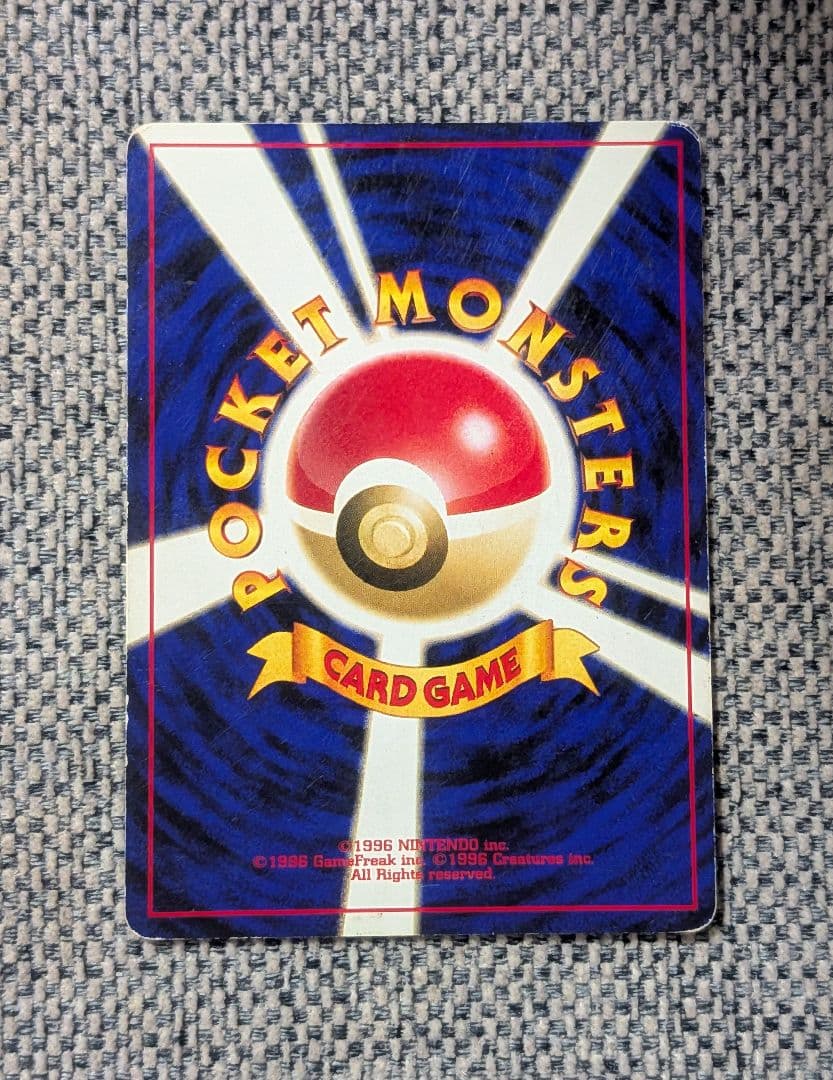 POCKET MONSTERS
CARD GAME
©1996 NINTENDO inc.
©1996 GameFreak inc. ©1996 Creatures inc.
All Rights reserved.